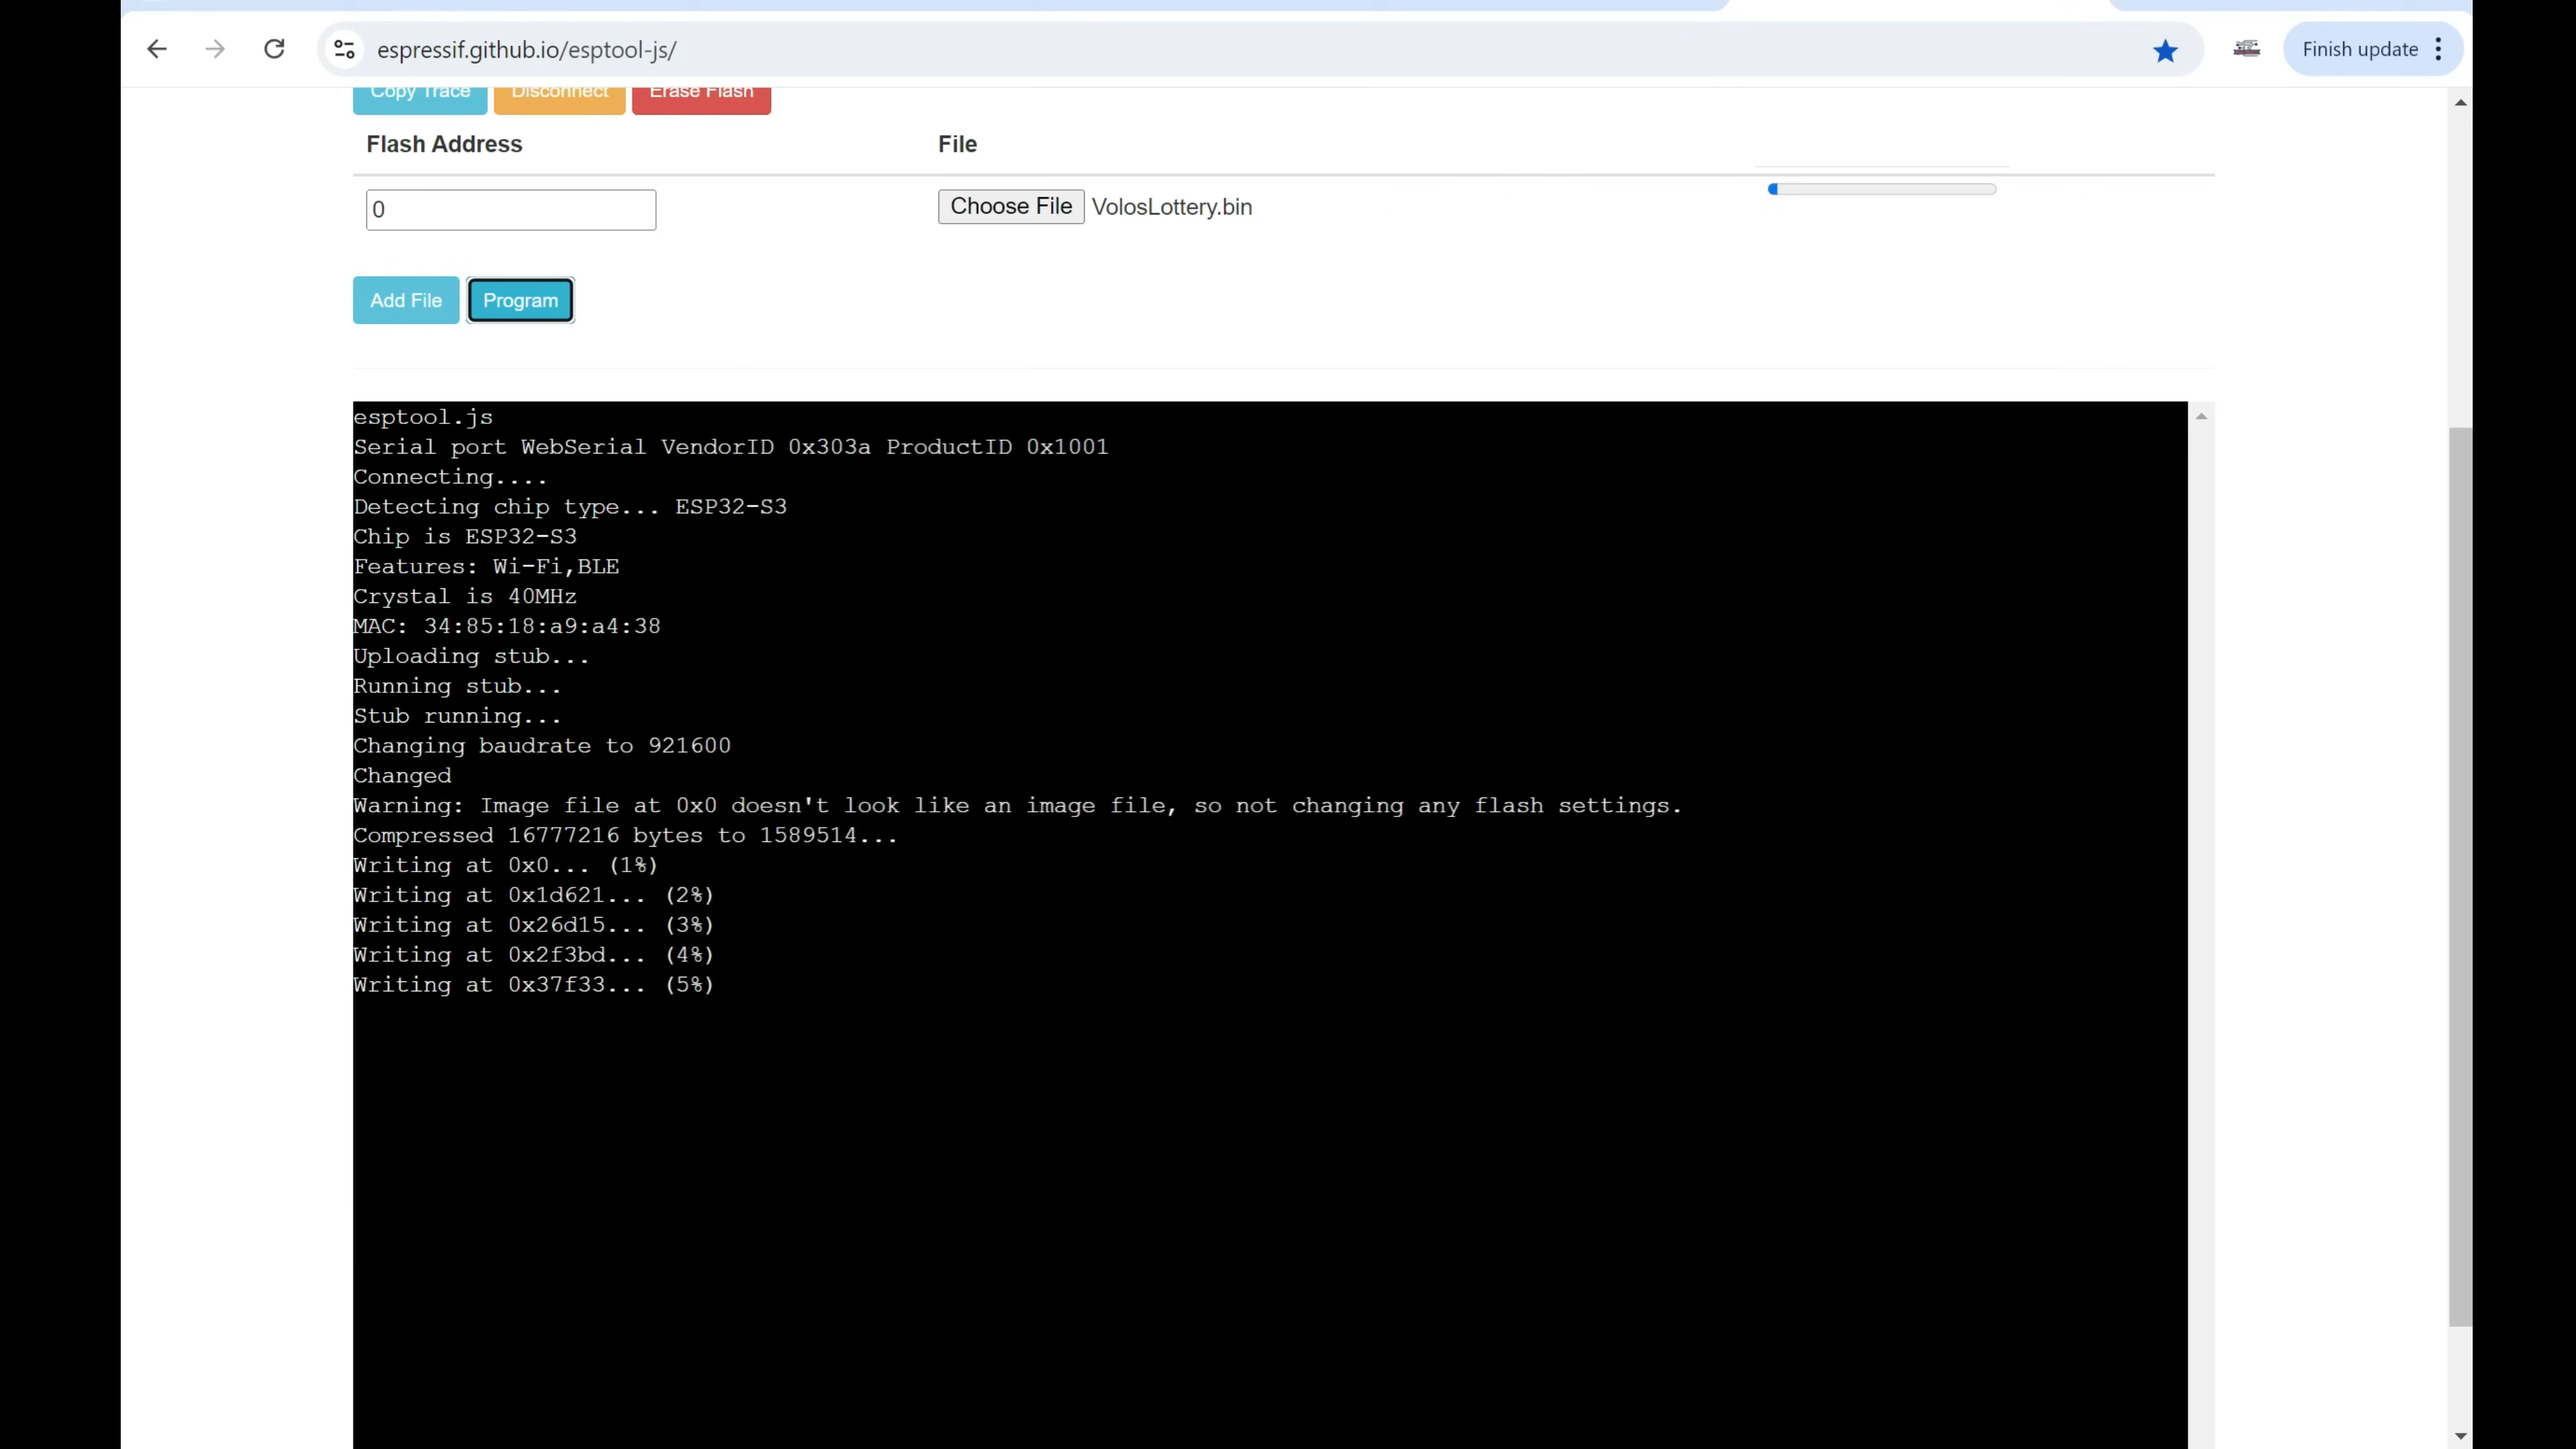 espressif.github.io/esptool-js/
Finish update
Copy Trace Disconnect Erase Flash
Flash Address File
0 Choose File VolosLottery.bin
Add File Program
esptool.js
Serial port WebSerial VendorID 0x303a ProductID 0x1001
Connecting....
Detecting chip type... ESP32-S3
Chip is ESP32-S3
Features: Wi-Fi,BLE
Crystal is 40MHz
MAC: 34:85:18:a9:a4:38
Uploading stub...
Running stub...
Stub running...
Changing baudrate to 921600
Changed
Warning: Image file at 0x0 doesn't look like an image file, so not changing any flash settings.
Compressed 16777216 bytes to 1589514...
Writing at 0x0... (1%)
Writing at 0x1d621... (2%)
Writing at 0x26d15... (3%)
Writing at 0x2f3bd... (4%)
Writing at 0x37f33... (5%)